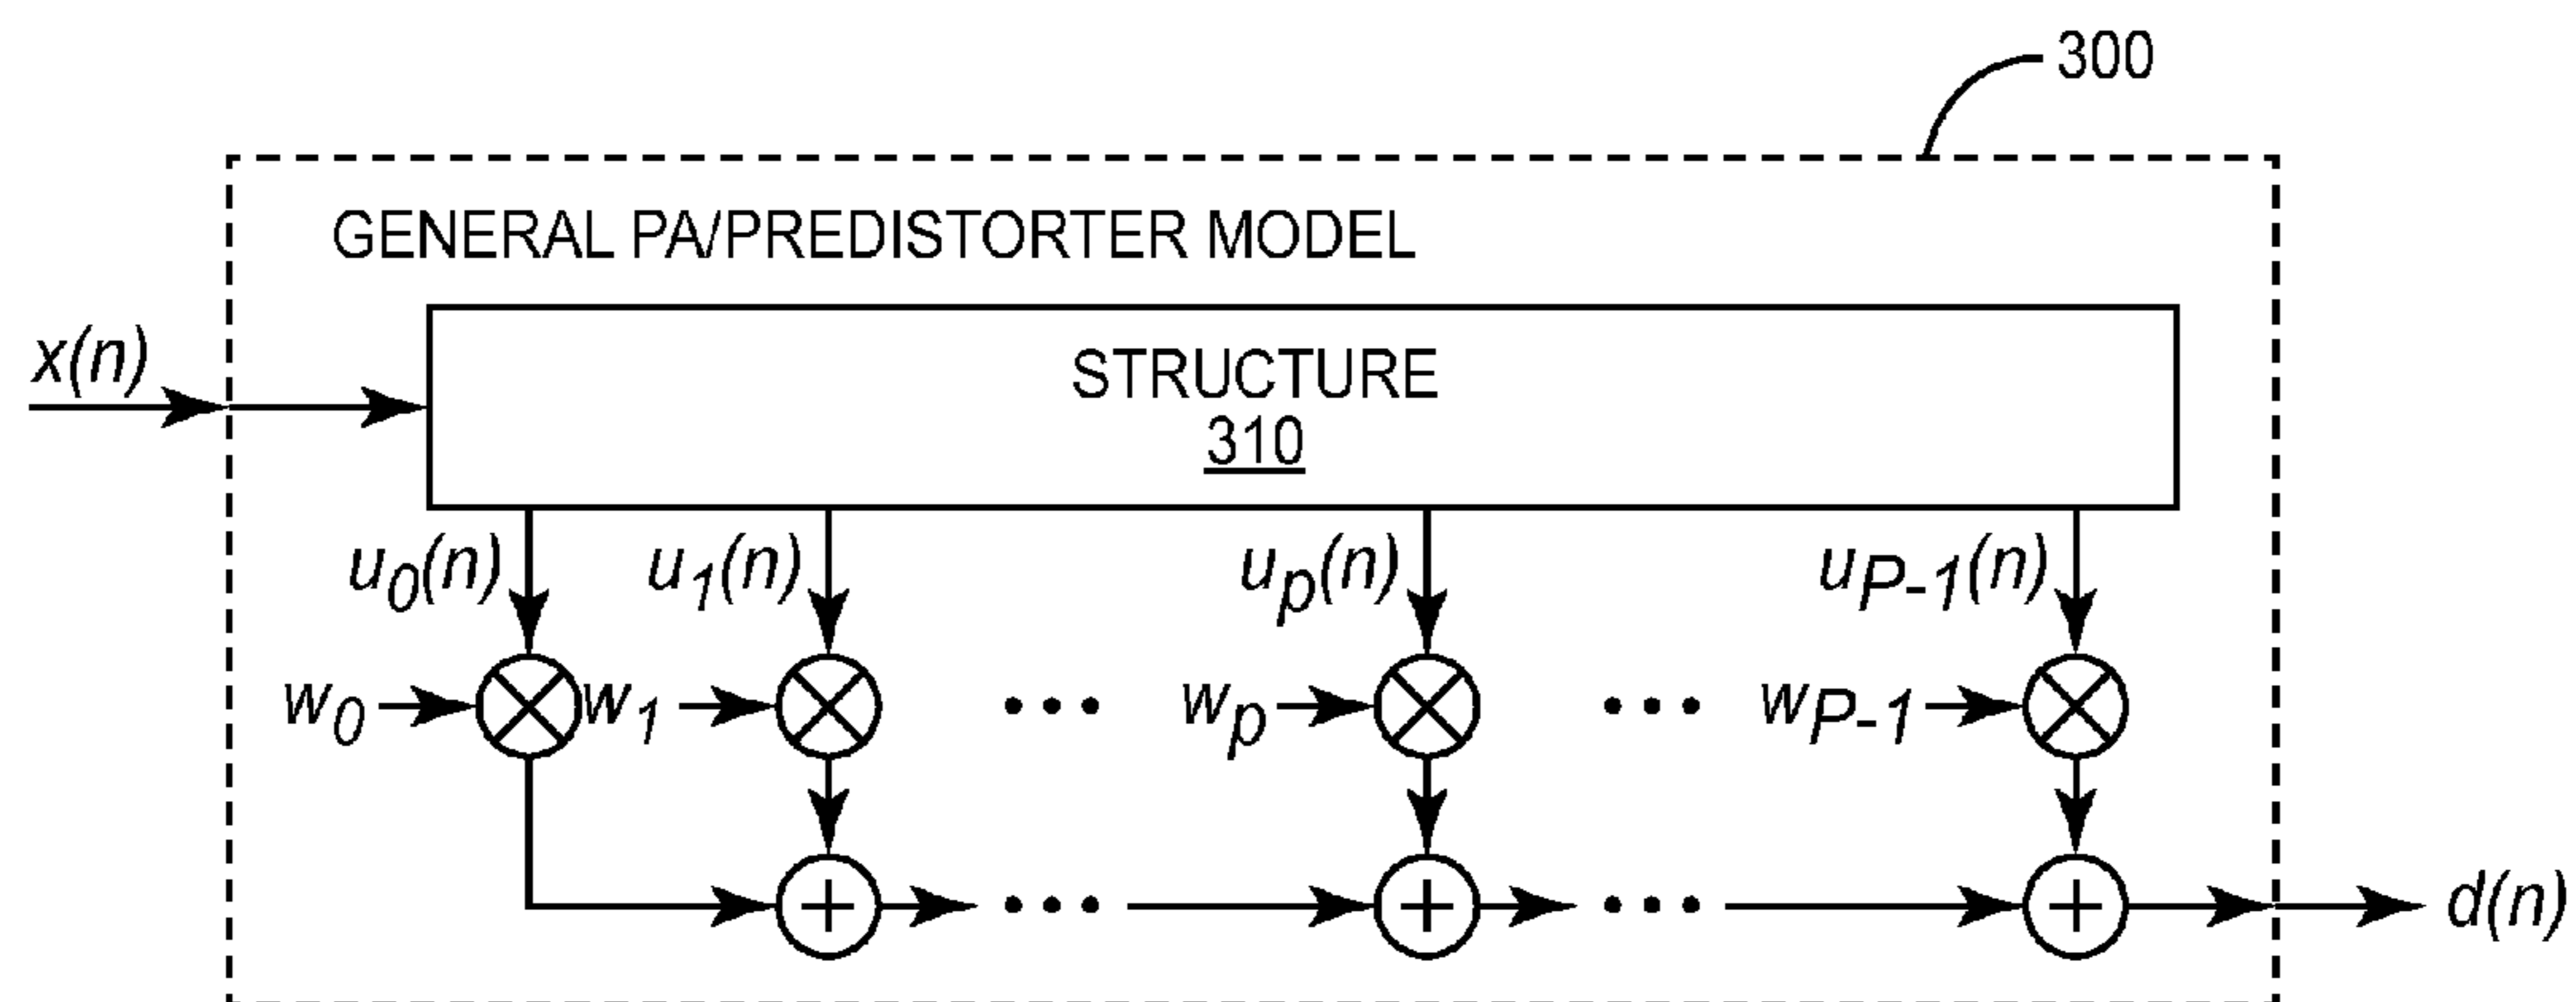 300
GENERAL PA/PREDISTORTER MODEL
x(n)
STRUCTURE
310
u0(n) u1(n) up(n) uP-1(n)
w0 w1 ... wp ... wP-1
... ...
d(n)